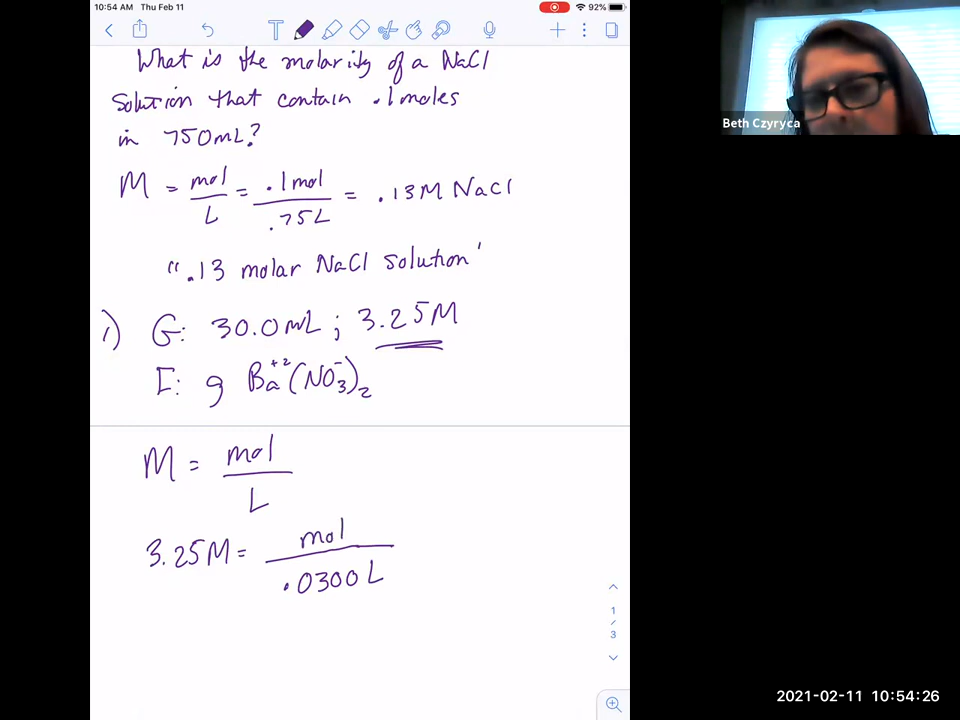 10:54 AM Thu Feb 11
92%
T
What is the molarity of a NaCl
solution that contain .1 moles
in 750mL?
M = mol/L = .1mol/.75L = .13M NaCl
" .13 molar NaCl solution '
1) G: 30.0mL ; 3.25M
F: g Ba+2(NO3-)2
M = mol/L
3.25M = mol/.0300L
1
/
3
Beth Czyryca
2021-02-11 10:54:26